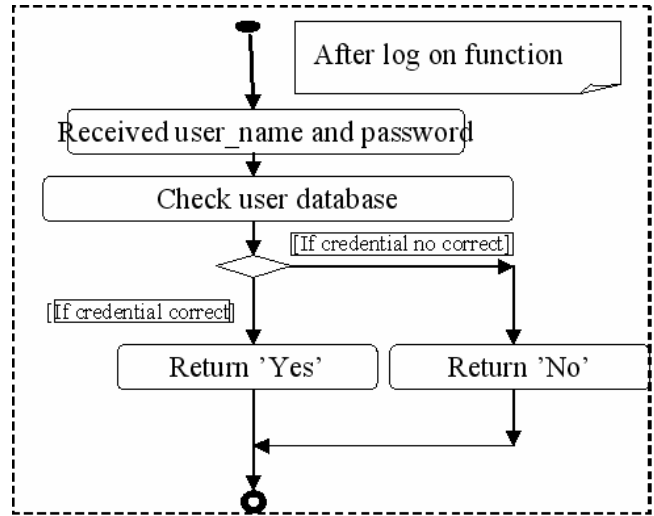 After log on function
Received user_name and password
Check user database
[If credential no correct]
[If credential correct]
Return 'Yes'
Return 'No'